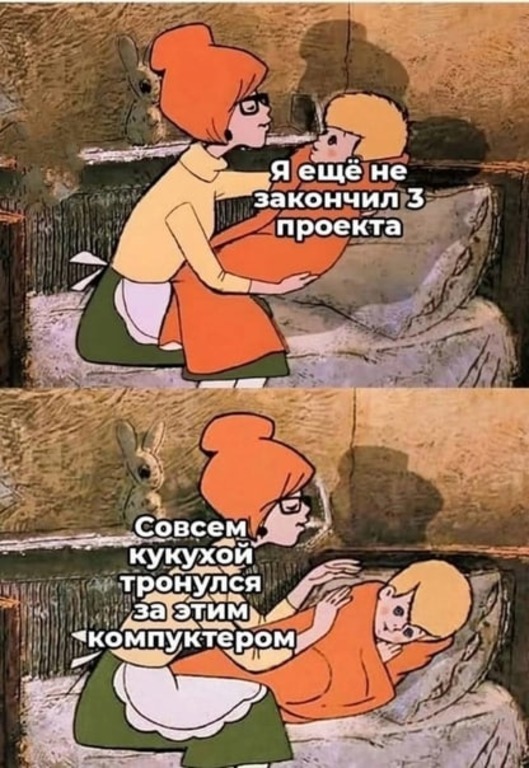 Я ещё не
закончил 3
проекта
Совсем
кукухой
тронулся
за этим
компуктером